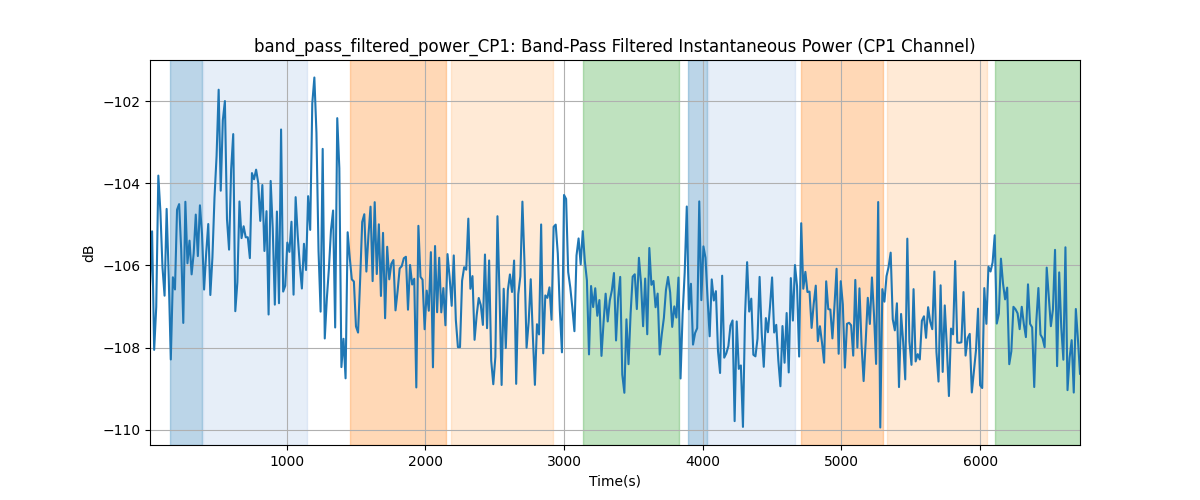 band_pass_filtered_power_CP1: Band-Pass Filtered Instantaneous Power (CP1 Channel)
−102
−104
−106
−108
−110
dB
1000 2000 3000 4000 5000 6000
Time(s)